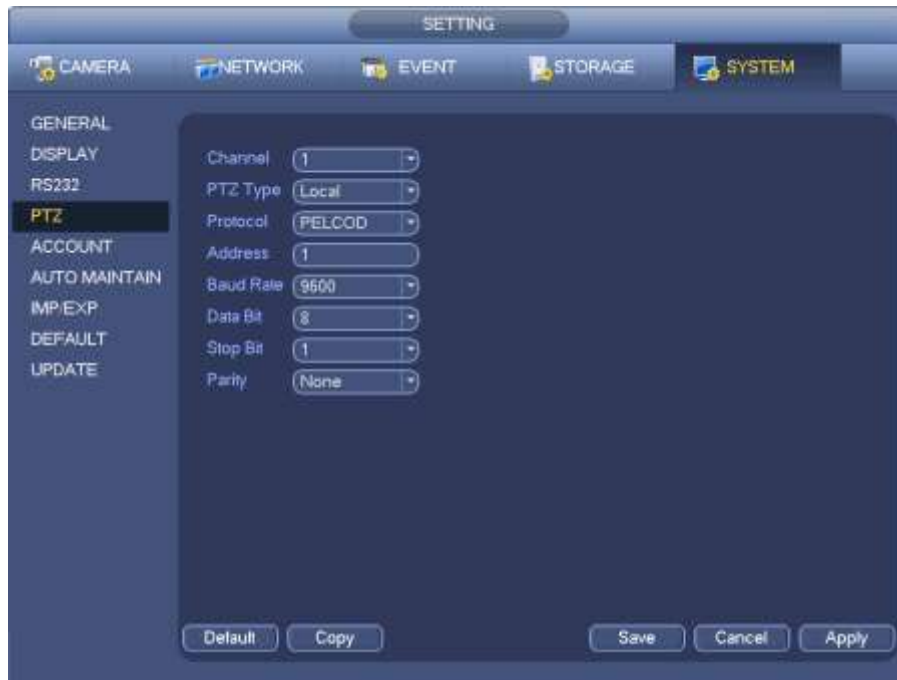 SETTING
CAMERA NETWORK EVENT STORAGE SYSTEM
GENERAL
DISPLAY
RS232
PTZ
ACCOUNT
AUTO MAINTAIN
IMP/EXP
DEFAULT
UPDATE
Channel 1
PTZ Type Local
Protocol PELCOD
Address 1
Baud Rate 9600
Data Bit 8
Stop Bit 1
Parity None
Default Copy Save Cancel Apply